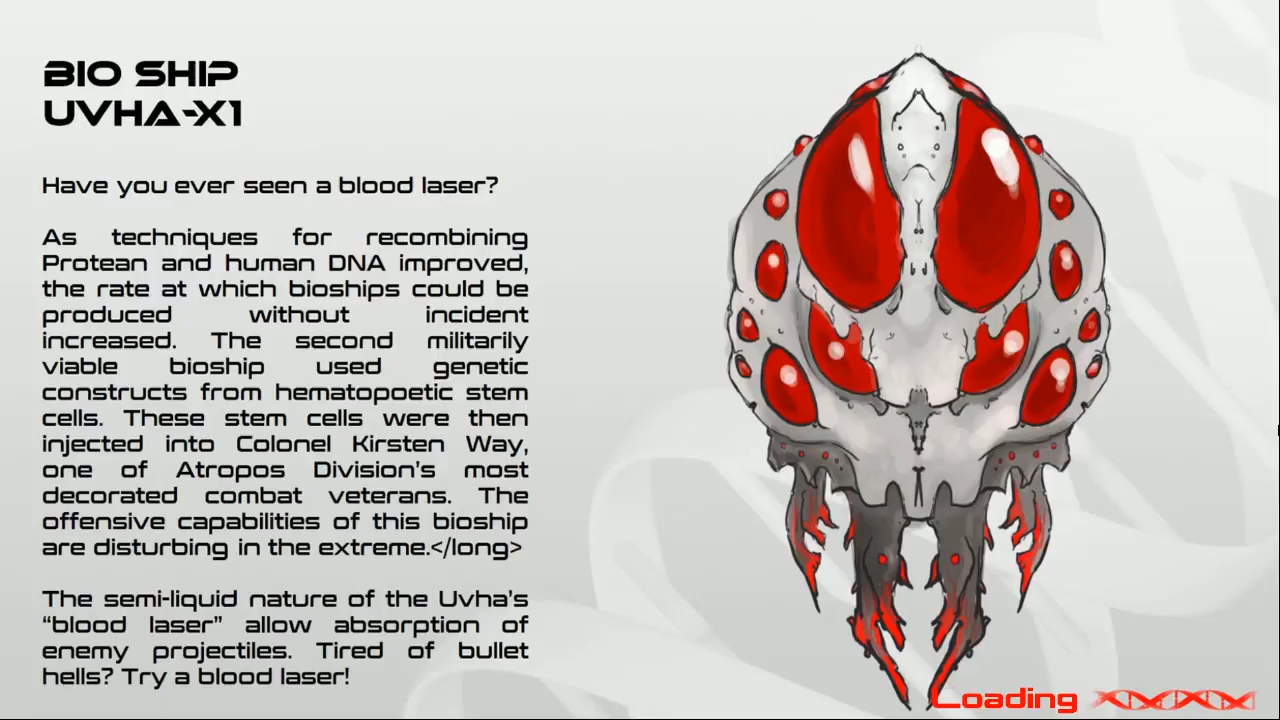 BIO SHIP
UVHA-X1
Have you ever seen a blood laser?
As techniques for recombining
Protean and human DNA improved,
the rate at which bioships could be
produced without incident
increased. The second militarily
viable bioship used genetic
constructs from hematopoetic stem
cells. These stem cells were then
injected into Colonel Kirsten Way,
one of Atropos Division's most
decorated combat veterans. The
offensive capabilities of this bioship
are disturbing in the extreme.</long>
The semi-liquid nature of the Uvha's
“blood laser” allow absorption of
enemy projectiles. Tired of bullet
hells? Try a blood laser!
Loading